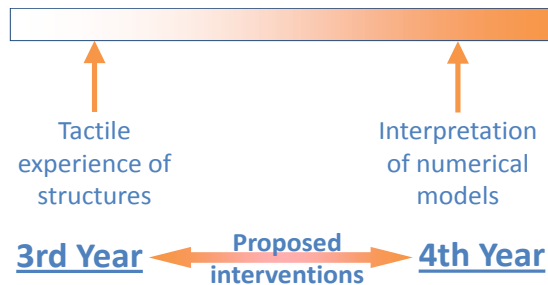 Tactile
experience of
structures
Interpretation
of numerical
models
3rd Year
Proposed
interventions
4th Year